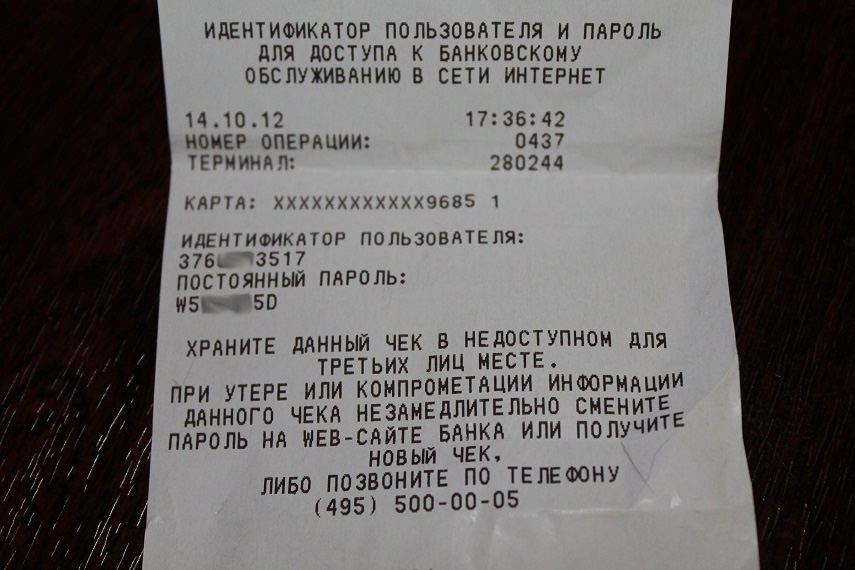 ИДЕНТИФИКАТОР ПОЛЬЗОВАТЕЛЯ И ПАРОЛЬ
ДЛЯ ДОСТУПА К БАНКОВСКОМУ
ОБСЛУЖИВАНИЮ В СЕТИ ИНТЕРНЕТ
14.10.12 17:36:42
НОМЕР ОПЕРАЦИИ: 0437
ТЕРМИНАЛ: 280244
КАРТА: XXXXXXXXXXXX9685 1
ИДЕНТИФИКАТОР ПОЛЬЗОВАТЕЛЯ:
376 3517
ПОСТОЯННЫЙ ПАРОЛЬ:
W5 5D
ХРАНИТЕ ДАННЫЙ ЧЕК В НЕДОСТУПНОМ ДЛЯ
ТРЕТЬИХ ЛИЦ МЕСТЕ.
ПРИ УТЕРЕ ИЛИ КОМПРОМЕТАЦИИ ИНФОРМАЦИИ
ДАННОГО ЧЕКА НЕЗАМЕДЛИТЕЛЬНО СМЕНИТЕ
ПАРОЛЬ НА WEB-САЙТЕ БАНКА ИЛИ ПОЛУЧИТЕ
НОВЫЙ ЧЕК,
ЛИБО ПОЗВОНИТЕ ПО ТЕЛЕФОНУ
(495) 500-00-05